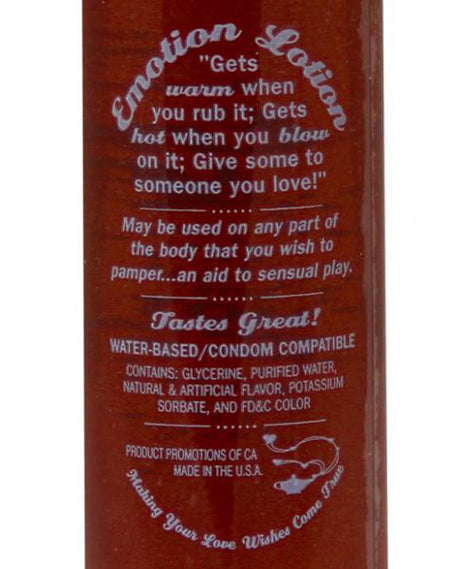 Emotion Lotion
"Gets
warm when
you rub it; Gets
hot when you blow
on it; Give some to
someone you love!"
May be used on any part of
the body that you wish to
pamper...an aid to sensual play.
Tastes Great!
WATER-BASED/CONDOM COMPATIBLE
CONTAINS: GLYCERINE, PURIFIED WATER,
NATURAL & ARTIFICIAL FLAVOR, POTASSIUM
SORBATE, AND FD&C COLOR
PRODUCT PROMOTIONS OF CA
MADE IN THE U.S.A.
Making Your Love Wishes Come True